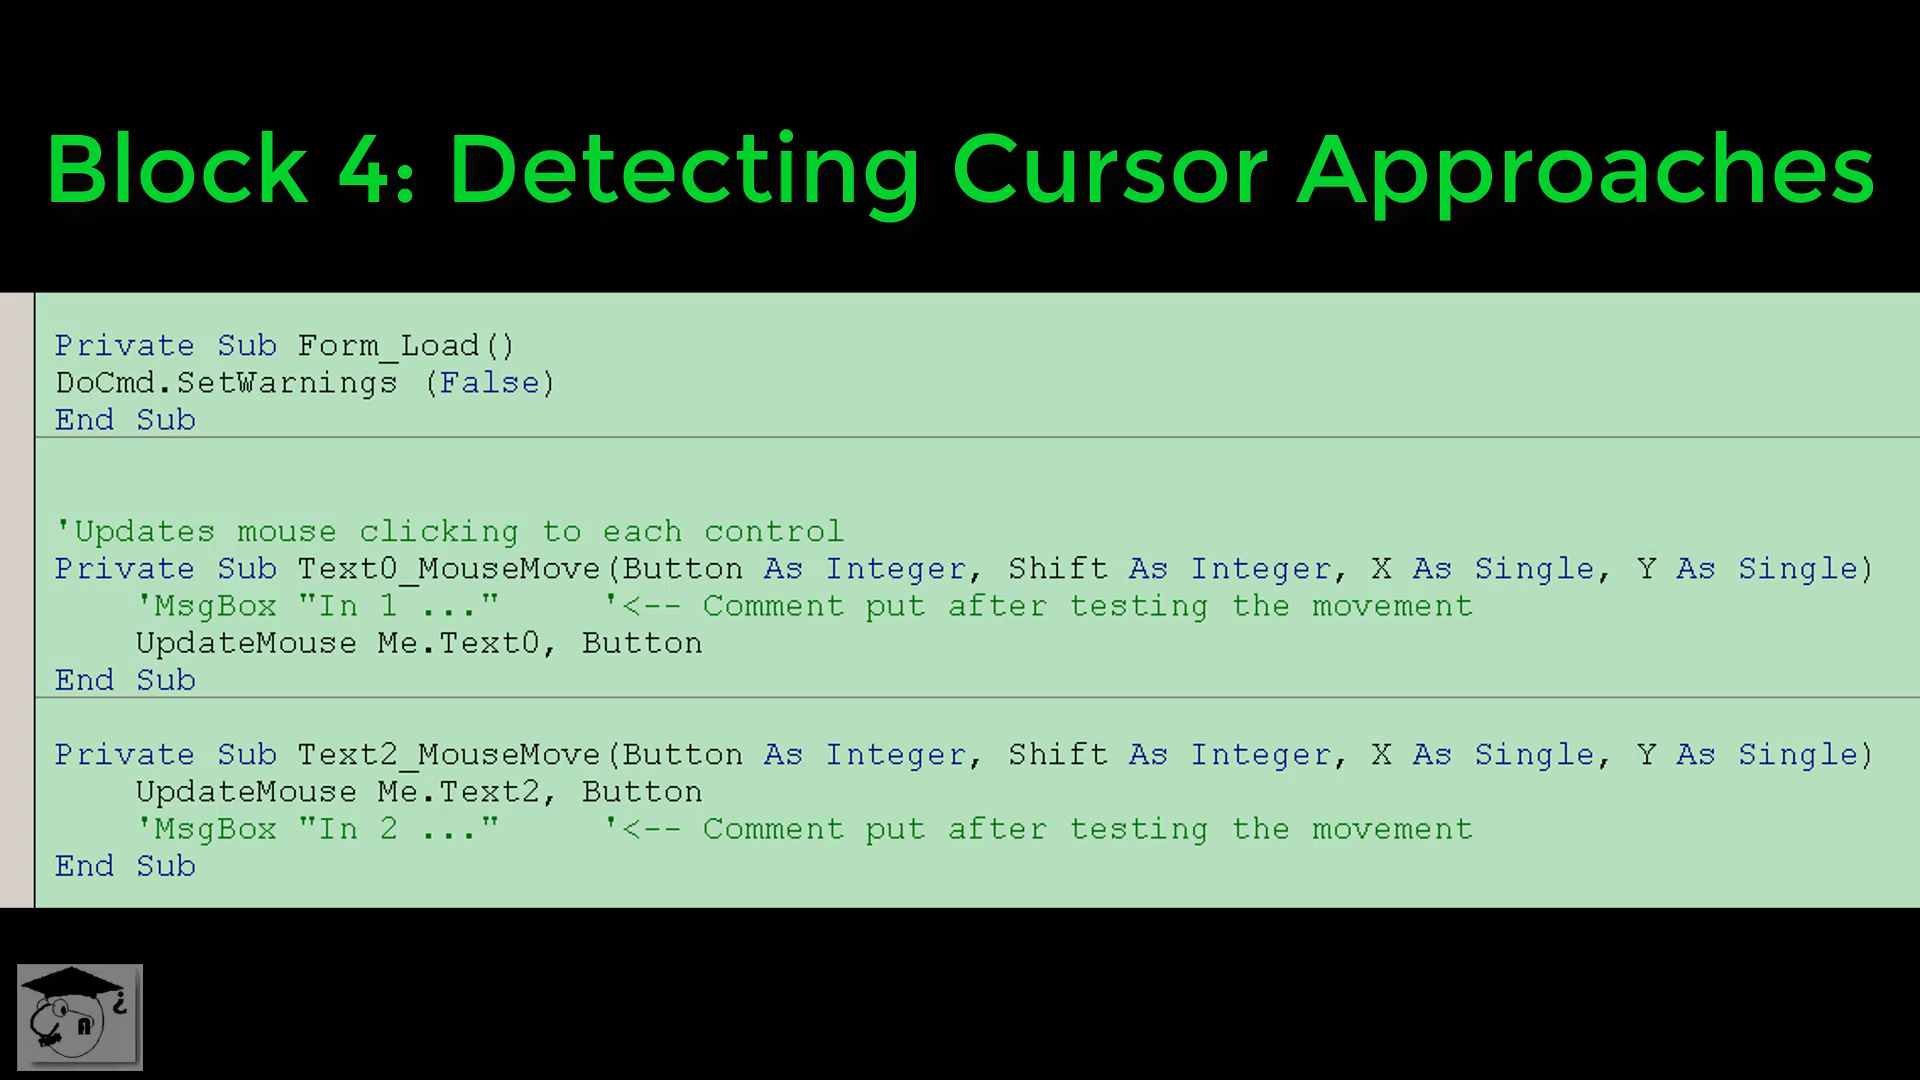 Block 4: Detecting Cursor Approaches
Private Sub Form_Load()
DoCmd.SetWarnings (False)
End Sub
'Updates mouse clicking to each control
Private Sub Text0_MouseMove(Button As Integer, Shift As Integer, X As Single, Y As Single)
    'MsgBox "In 1 ..."     '<-- Comment put after testing the movement
    UpdateMouse Me.Text0, Button
End Sub
Private Sub Text2_MouseMove(Button As Integer, Shift As Integer, X As Single, Y As Single)
    UpdateMouse Me.Text2, Button
    'MsgBox "In 2 ..."     '<-- Comment put after testing the movement
End Sub